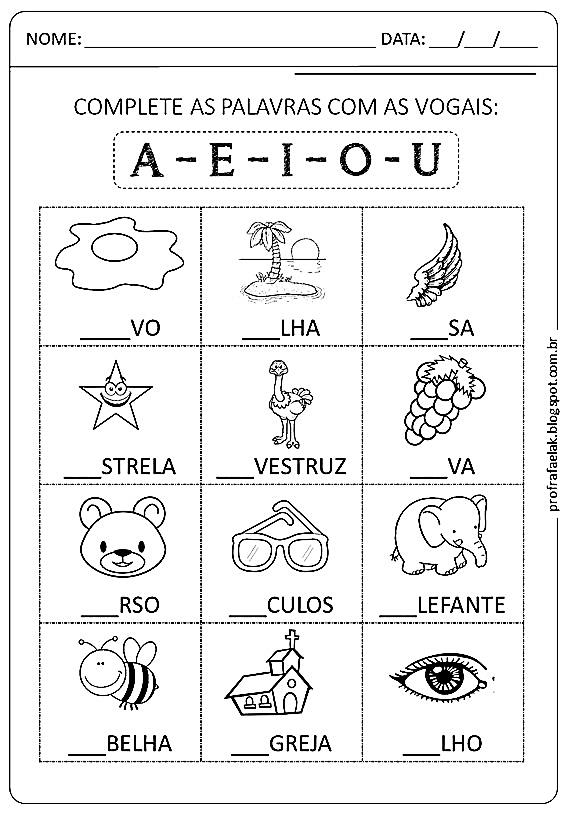 NOME: ____________________ DATA: ___/___/____
COMPLETE AS PALAVRAS COM AS VOGAIS:
A - E - I - O - U
____VO ___LHA ___SA
___STRELA ___VESTRUZ ___VA
___RSO ___CULOS ___LEFANTE
___BELHA ___GREJA ___LHO
profrafaelak.blogspot.com.br